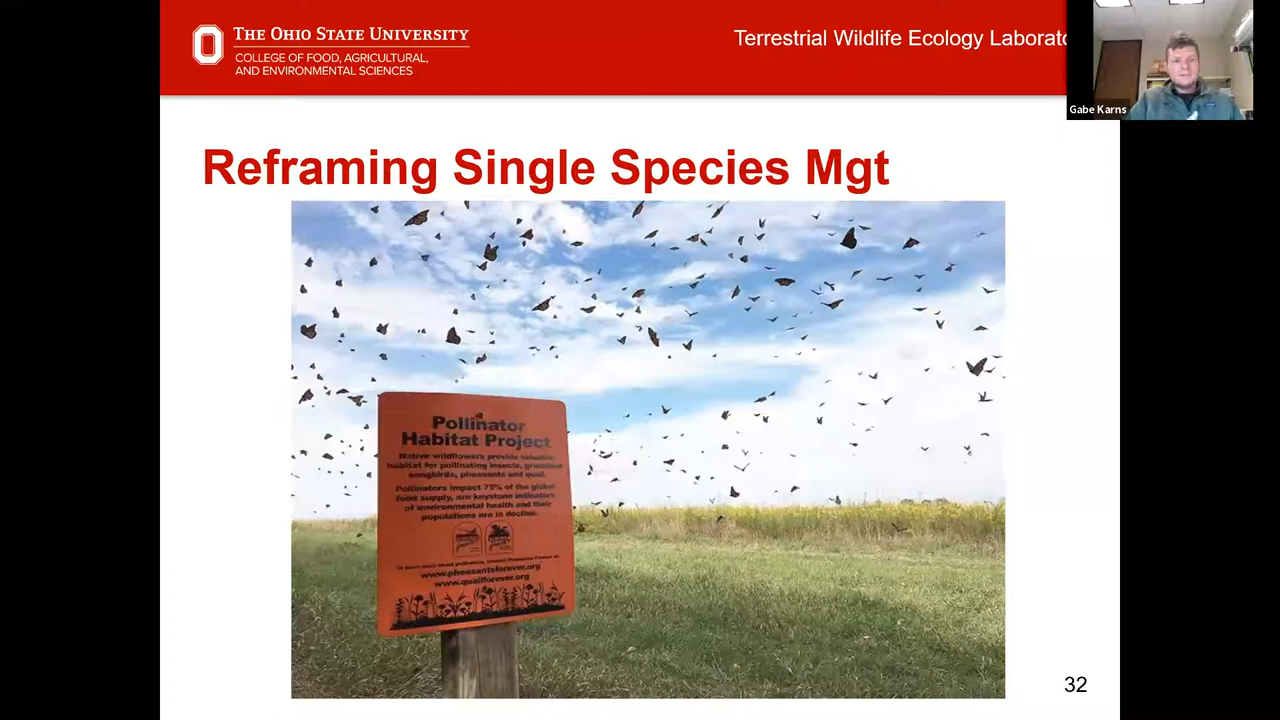 THE OHIO STATE UNIVERSITY
COLLEGE OF FOOD, AGRICULTURAL,
AND ENVIRONMENTAL SCIENCES
Terrestrial Wildlife Ecology Laborato
Gabe Karns
Reframing Single Species Mgt
Pollinator
Habitat Project
Native wildflowers provide valuable
habitat for pollinating insects, grassland
songbirds, pheasants and quail.
Pollinators impact 75% of the global
food supply, are keystone indicators
of environmental health and their
populations are in decline.
www.pheasantsforever.org
www.quailforever.org
32